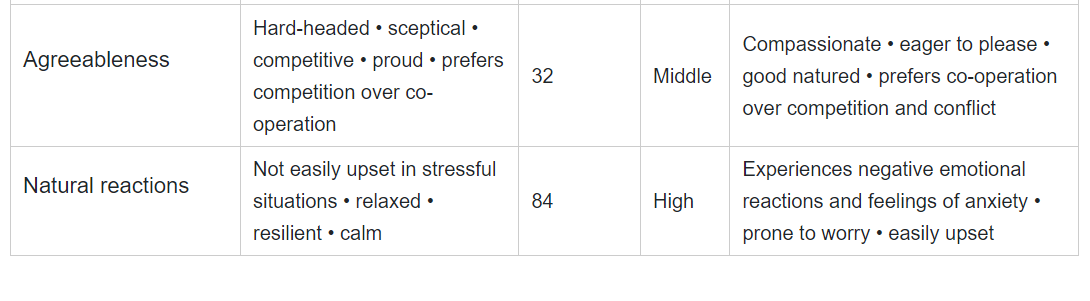 Agreeableness
Hard-headed • sceptical •
competitive • proud • prefers
competition over co-
operation
32
Middle
Compassionate • eager to please •
good natured • prefers co-operation
over competition and conflict
Natural reactions
Not easily upset in stressful
situations • relaxed •
resilient • calm
84
High
Experiences negative emotional
reactions and feelings of anxiety •
prone to worry • easily upset